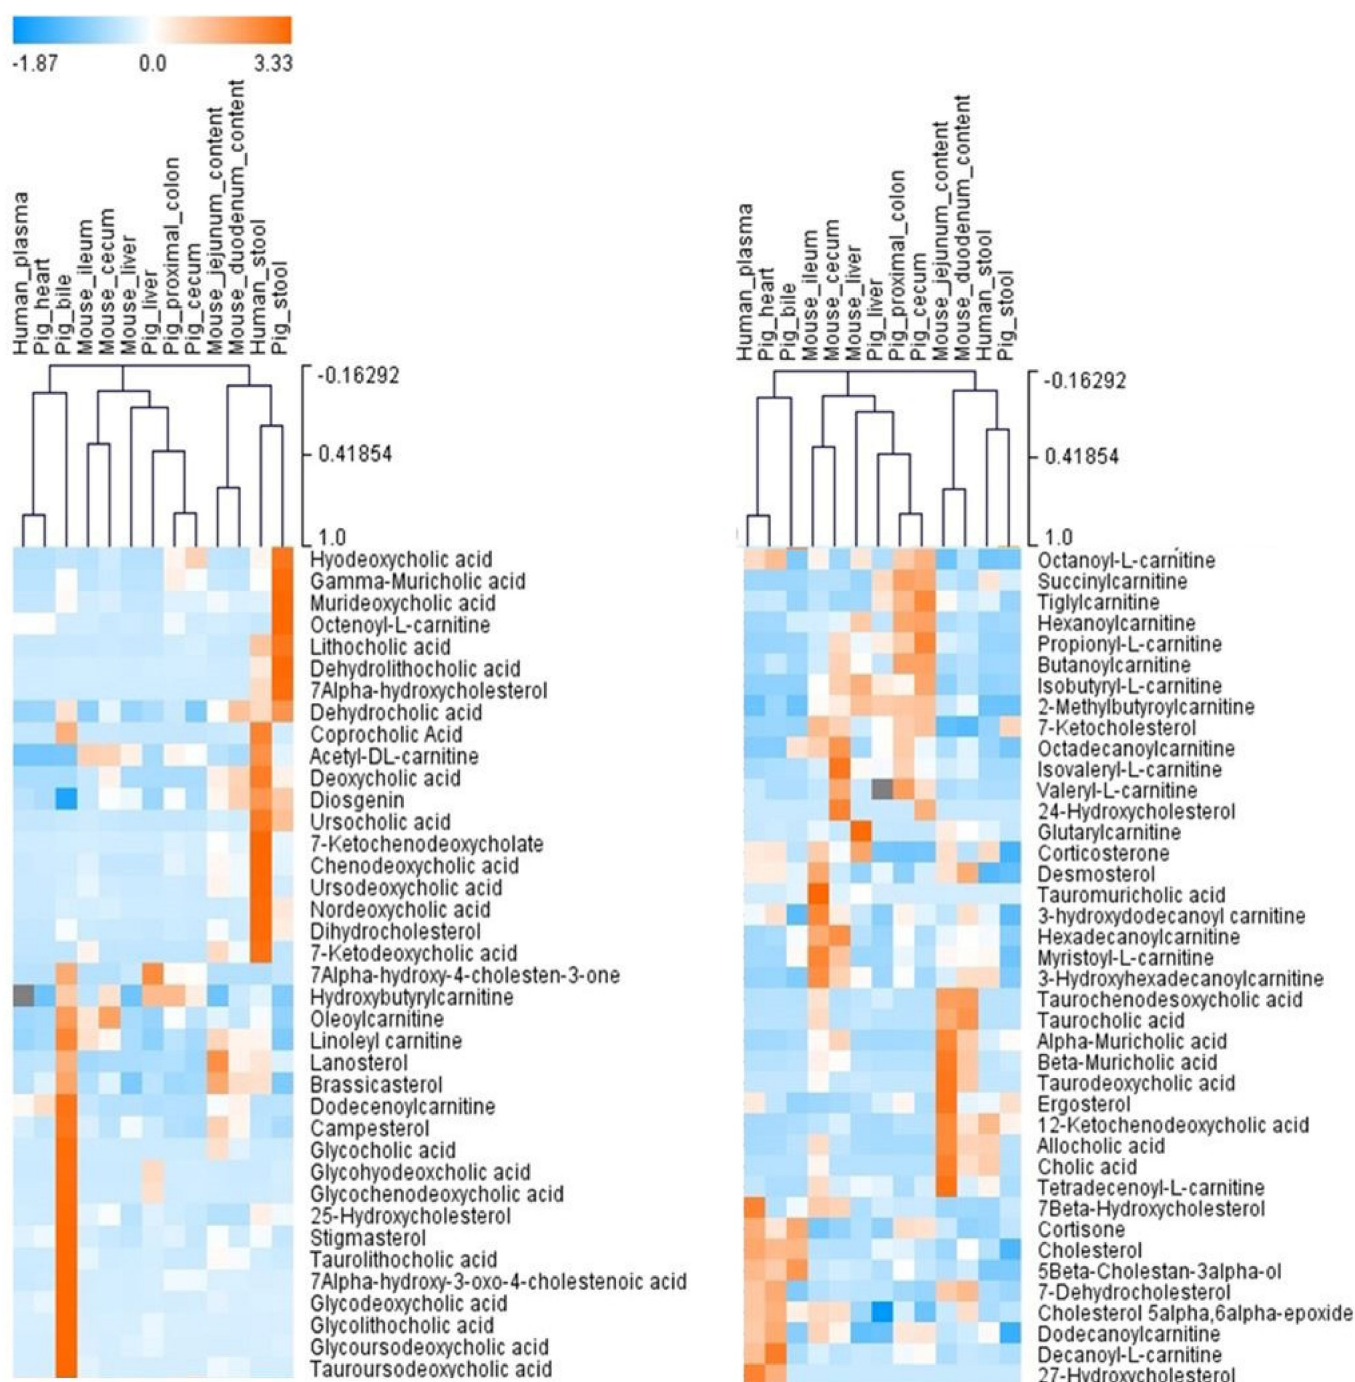 -1.87 0.0 3.33
Human_plasma
Pig_heart
Pig_bile
Mouse_ileum
Mouse_cecum
Mouse_liver
Pig_liver
Pig_proximal_colon
Pig_cecum
Mouse_jejunum_content
Mouse_duodenum_content
Human_stool
Pig_stool
-0.16292
0.41854
1.0
Hyodeoxycholic acid
Gamma-Muricholic acid
Murideoxycholic acid
Octenoyl-L-carnitine
Lithocholic acid
Dehydrolithocholic acid
7Alpha-hydroxycholesterol
Dehydrocholic acid
Coprocholic Acid
Acetyl-DL-carnitine
Deoxycholic acid
Diosgenin
Ursocholic acid
7-Ketochenodeoxycholate
Chenodeoxycholic acid
Ursodeoxycholic acid
Nordeoxycholic acid
Dihydrocholesterol
7-Ketodeoxycholic acid
7Alpha-hydroxy-4-cholesten-3-one
Hydroxybutyrylcarnitine
Oleoylcarnitine
Linoleyl carnitine
Lanosterol
Brassicasterol
Dodecenoylcarnitine
Campesterol
Glycocholic acid
Glycohyodeoxcholic acid
Glycochenodeoxycholic acid
25-Hydroxycholesterol
Stigmasterol
Taurolithocholic acid
7Alpha-hydroxy-3-oxo-4-cholestenoic acid
Glycodeoxycholic acid
Glycolithocholic acid
Glycoursodeoxycholic acid
Tauroursodeoxycholic acid
Human_plasma
Pig_heart
Pig_bile
Mouse_ileum
Mouse_cecum
Mouse_liver
Pig_liver
Pig_proximal_colon
Pig_cecum
Mouse_jejunum_content
Mouse_duodenum_content
Human_stool
Pig_stool
-0.16292
0.41854
1.0
Octanoyl-L-carnitine
Succinylcarnitine
Tiglylcarnitine
Hexanoylcarnitine
Propionyl-L-carnitine
Butanoylcarnitine
Isobutyryl-L-carnitine
2-Methylbutyroylcarnitine
7-Ketocholesterol
Octadecanoylcarnitine
Isovaleryl-L-carnitine
Valeryl-L-carnitine
24-Hydroxycholesterol
Glutarylcarnitine
Corticosterone
Desmosterol
Tauromuricholic acid
3-hydroxydodecanoyl carnitine
Hexadecanoylcarnitine
Myristoyl-L-carnitine
3-Hydroxyhexadecanoylcarnitine
Taurochenodesoxycholic acid
Taurocholic acid
Alpha-Muricholic acid
Beta-Muricholic acid
Taurodeoxycholic acid
Ergosterol
12-Ketochenodeoxycholic acid
Allocholic acid
Cholic acid
Tetradecenoyl-L-carnitine
7Beta-Hydroxycholesterol
Cortisone
Cholesterol
5Beta-Cholestan-3alpha-ol
7-Dehydrocholesterol
Cholesterol 5alpha,6alpha-epoxide
Dodecanoylcarnitine
Decanoyl-L-carnitine
27-Hydroxycholesterol